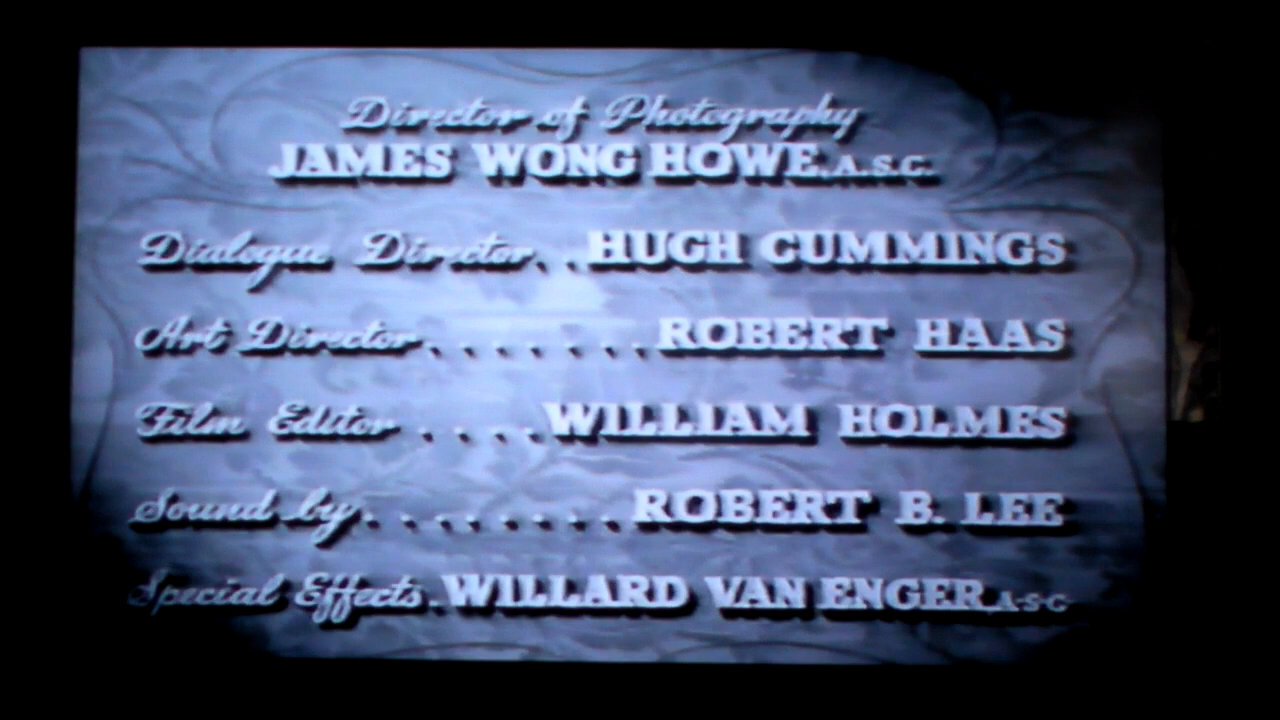 Director of Photography
JAMES WONG HOWE, A.S.C.
Dialogue Director . . HUGH CUMMINGS
Art Director . . . . . . . ROBERT HAAS
Film Editor . . . . WILLIAM HOLMES
Sound by . . . . . . . . ROBERT B. LEE
Special Effects . WILLARD VAN ENGER A·S·C·